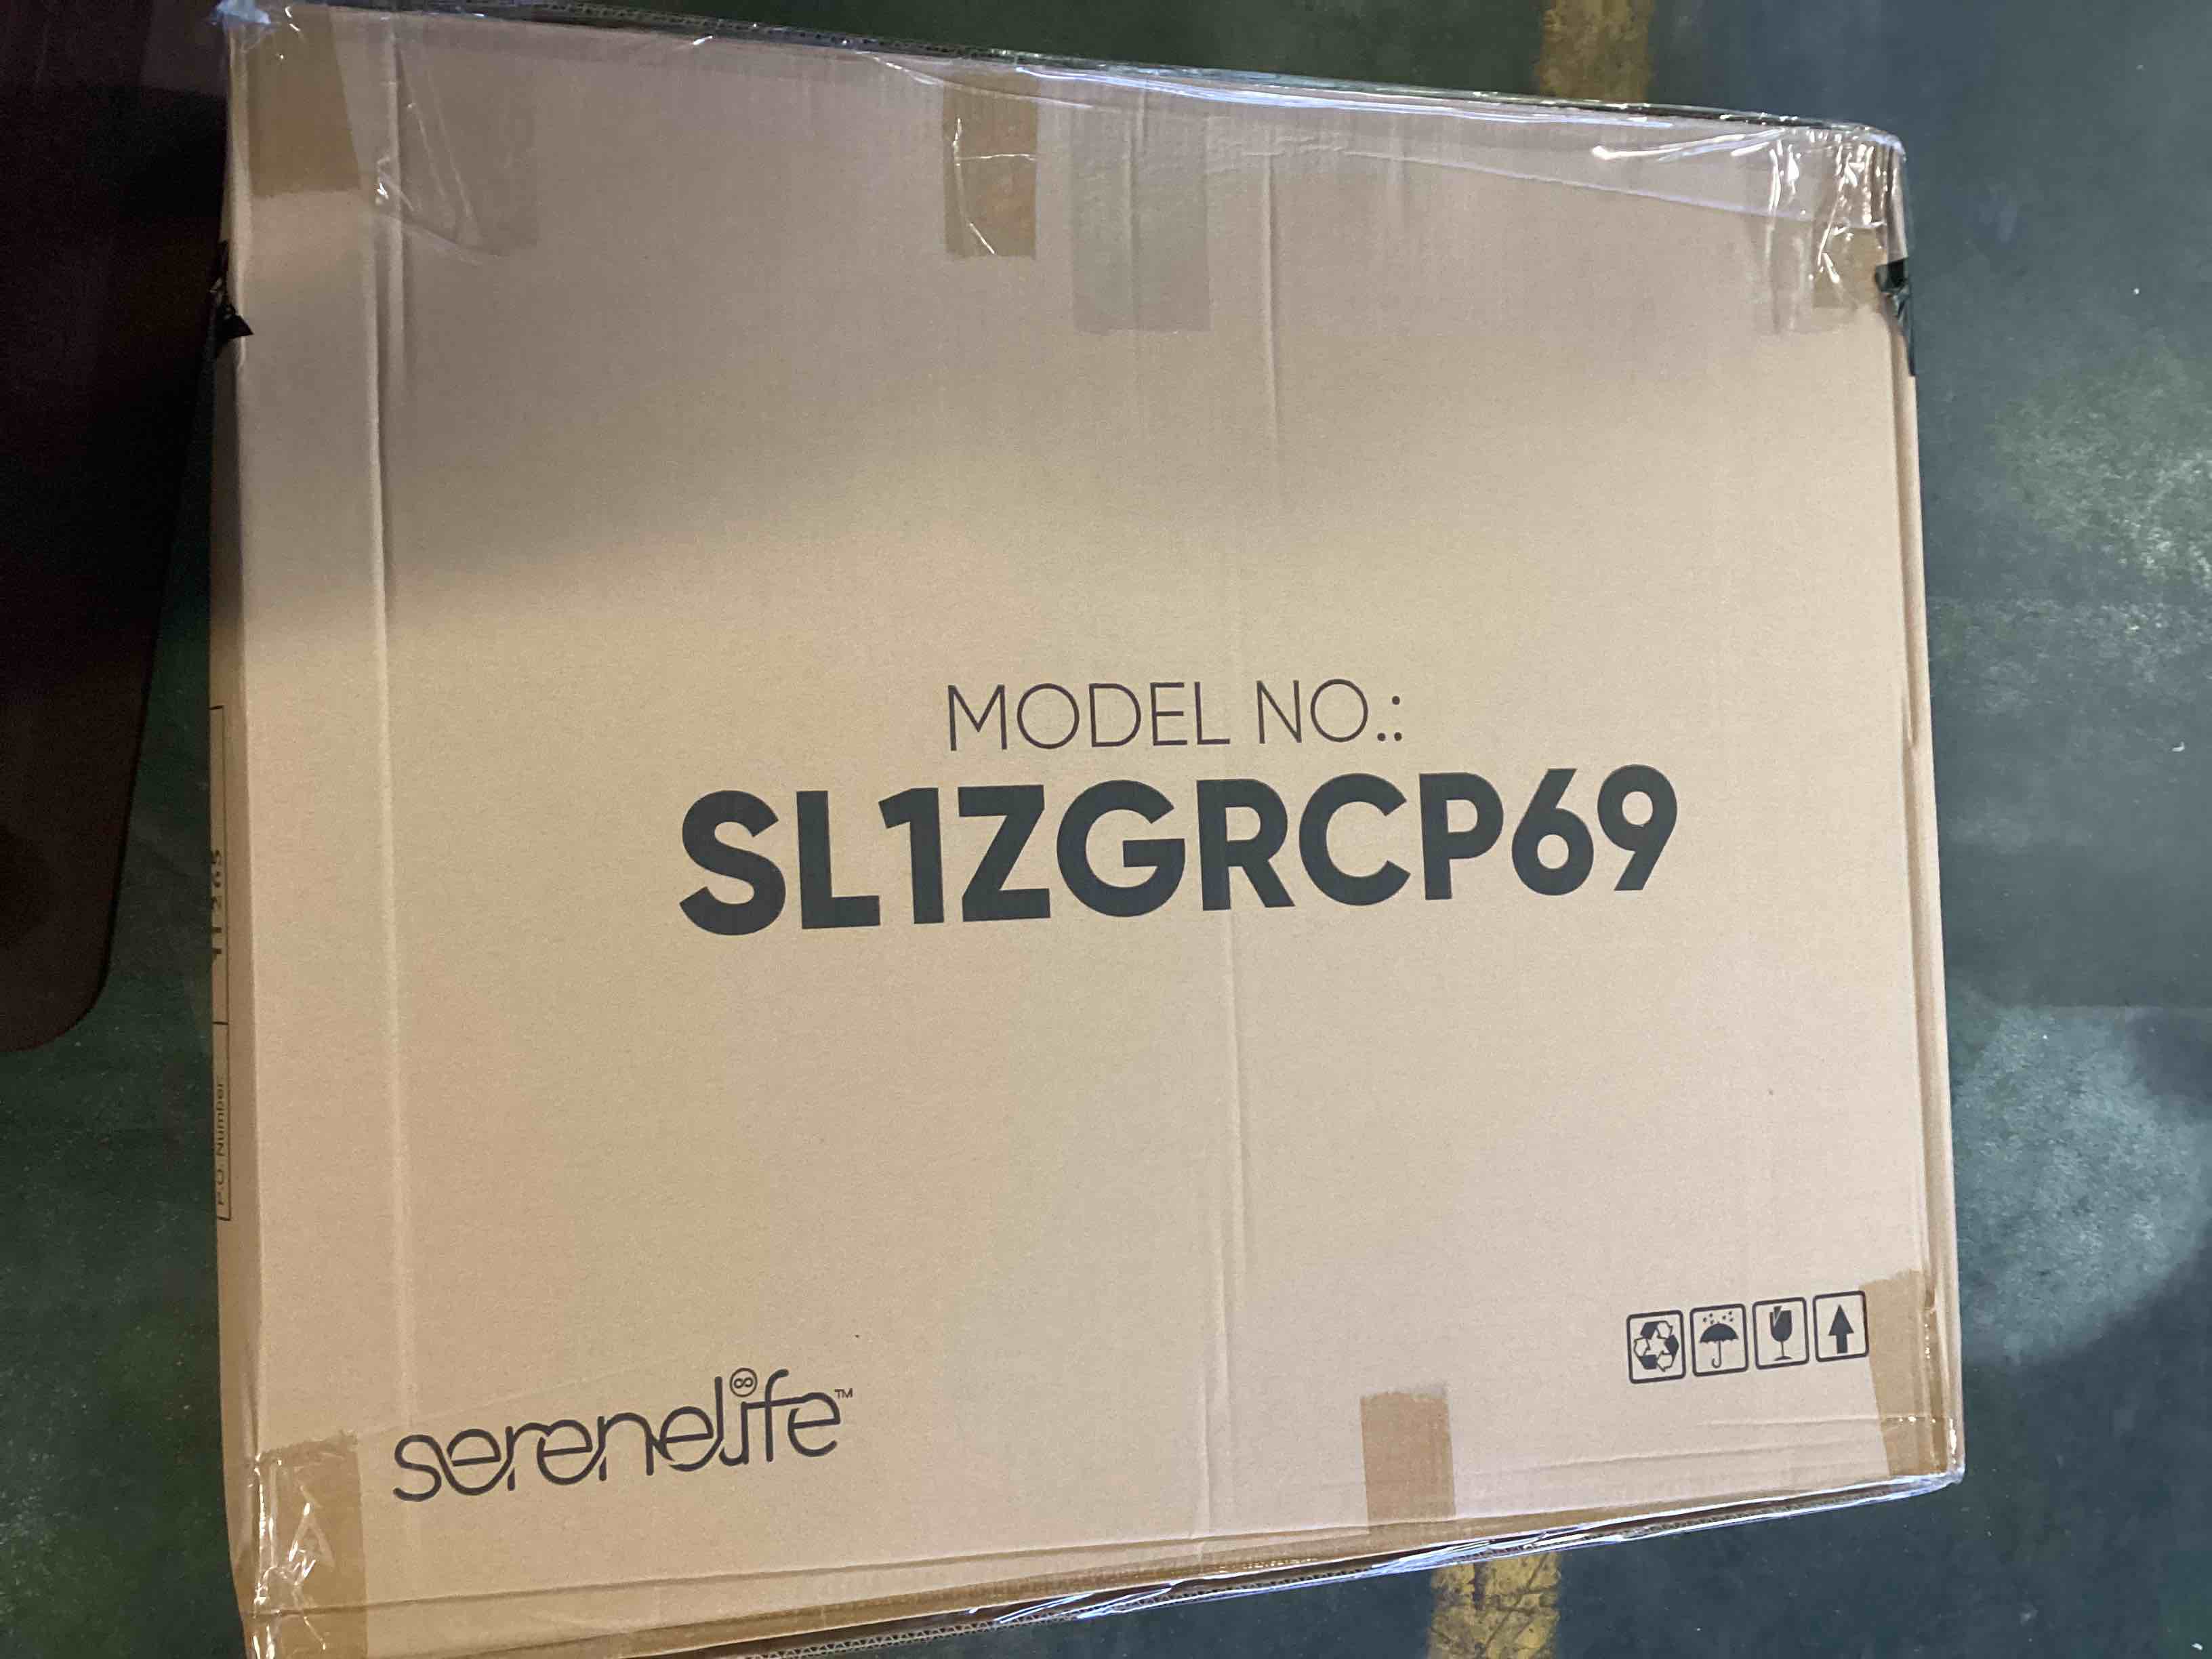 MODEL NO.:
SL1ZGRCP69
serenelife™
P.O. Number: